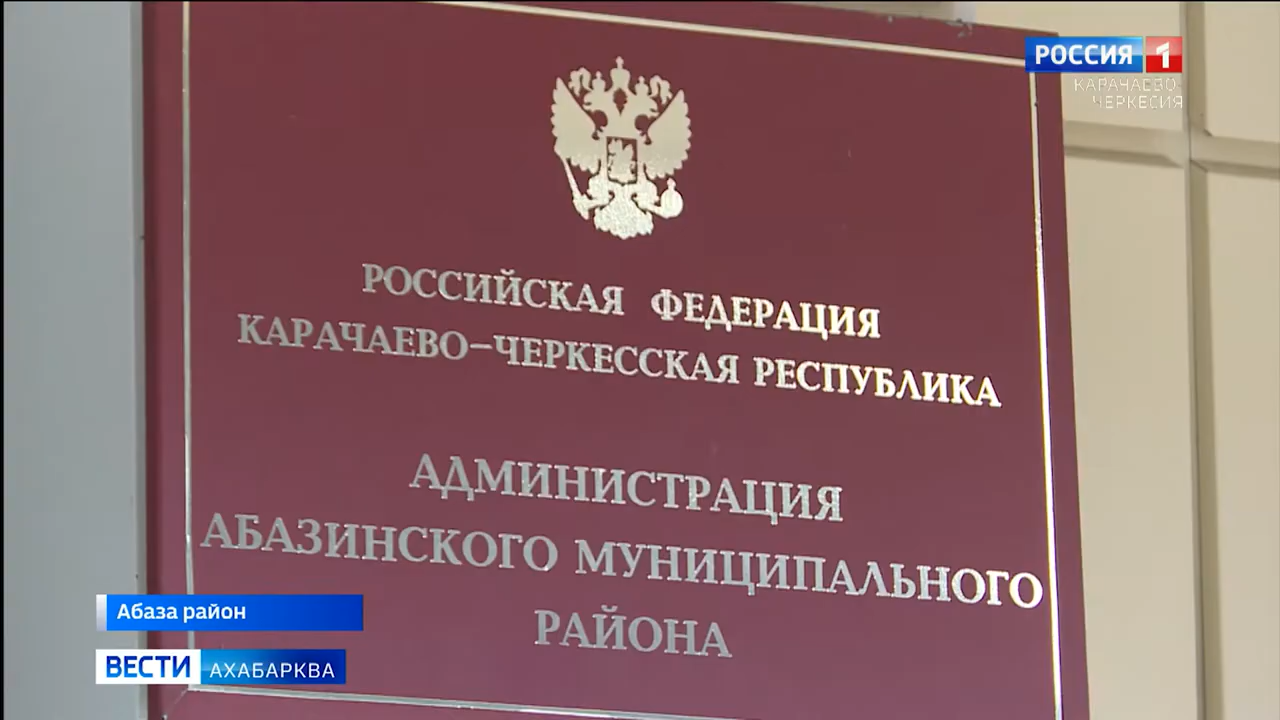 РОССИЯ 1
КАРАЧАЕВО-
ЧЕРКЕСИЯ
РОССИЙСКАЯ ФЕДЕРАЦИЯ
КАРАЧАЕВО-ЧЕРКЕССКАЯ РЕСПУБЛИКА
АДМИНИСТРАЦИЯ
АБАЗИНСКОГО МУНИЦИПАЛЬНОГО
РАЙОНА
Абаза район
ВЕСТИ АХАБАРКВА